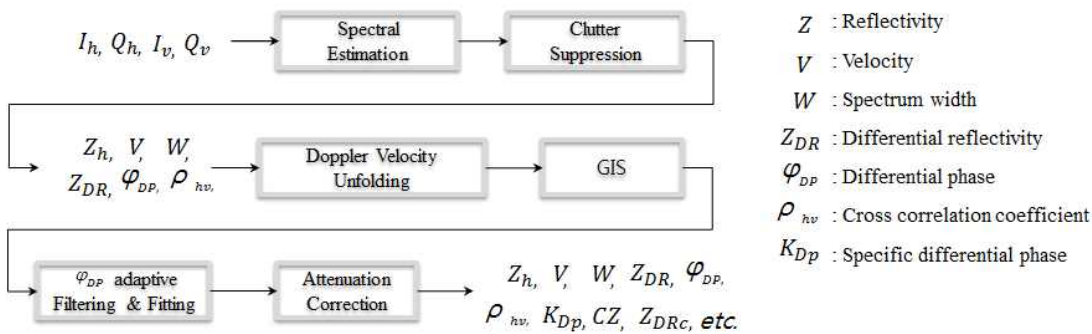 I_h, Q_h, I_v, Q_v
Spectral
Estimation
Clutter
Suppression
Z_h, V, W,
Z_DR, φ_DP, ρ_hv,
Doppler Velocity
Unfolding
GIS
φ_DP adaptive
Filtering & Fitting
Attenuation
Correction
Z_h, V, W, Z_DR, φ_DP,
ρ_hv, K_Dp, CZ, Z_DRc, etc.
Z : Reflectivity
V : Velocity
W : Spectrum width
Z_DR : Differential reflectivity
φ_DP : Differential phase
ρ_hv : Cross correlation coefficient
K_Dp : Specific differential phase